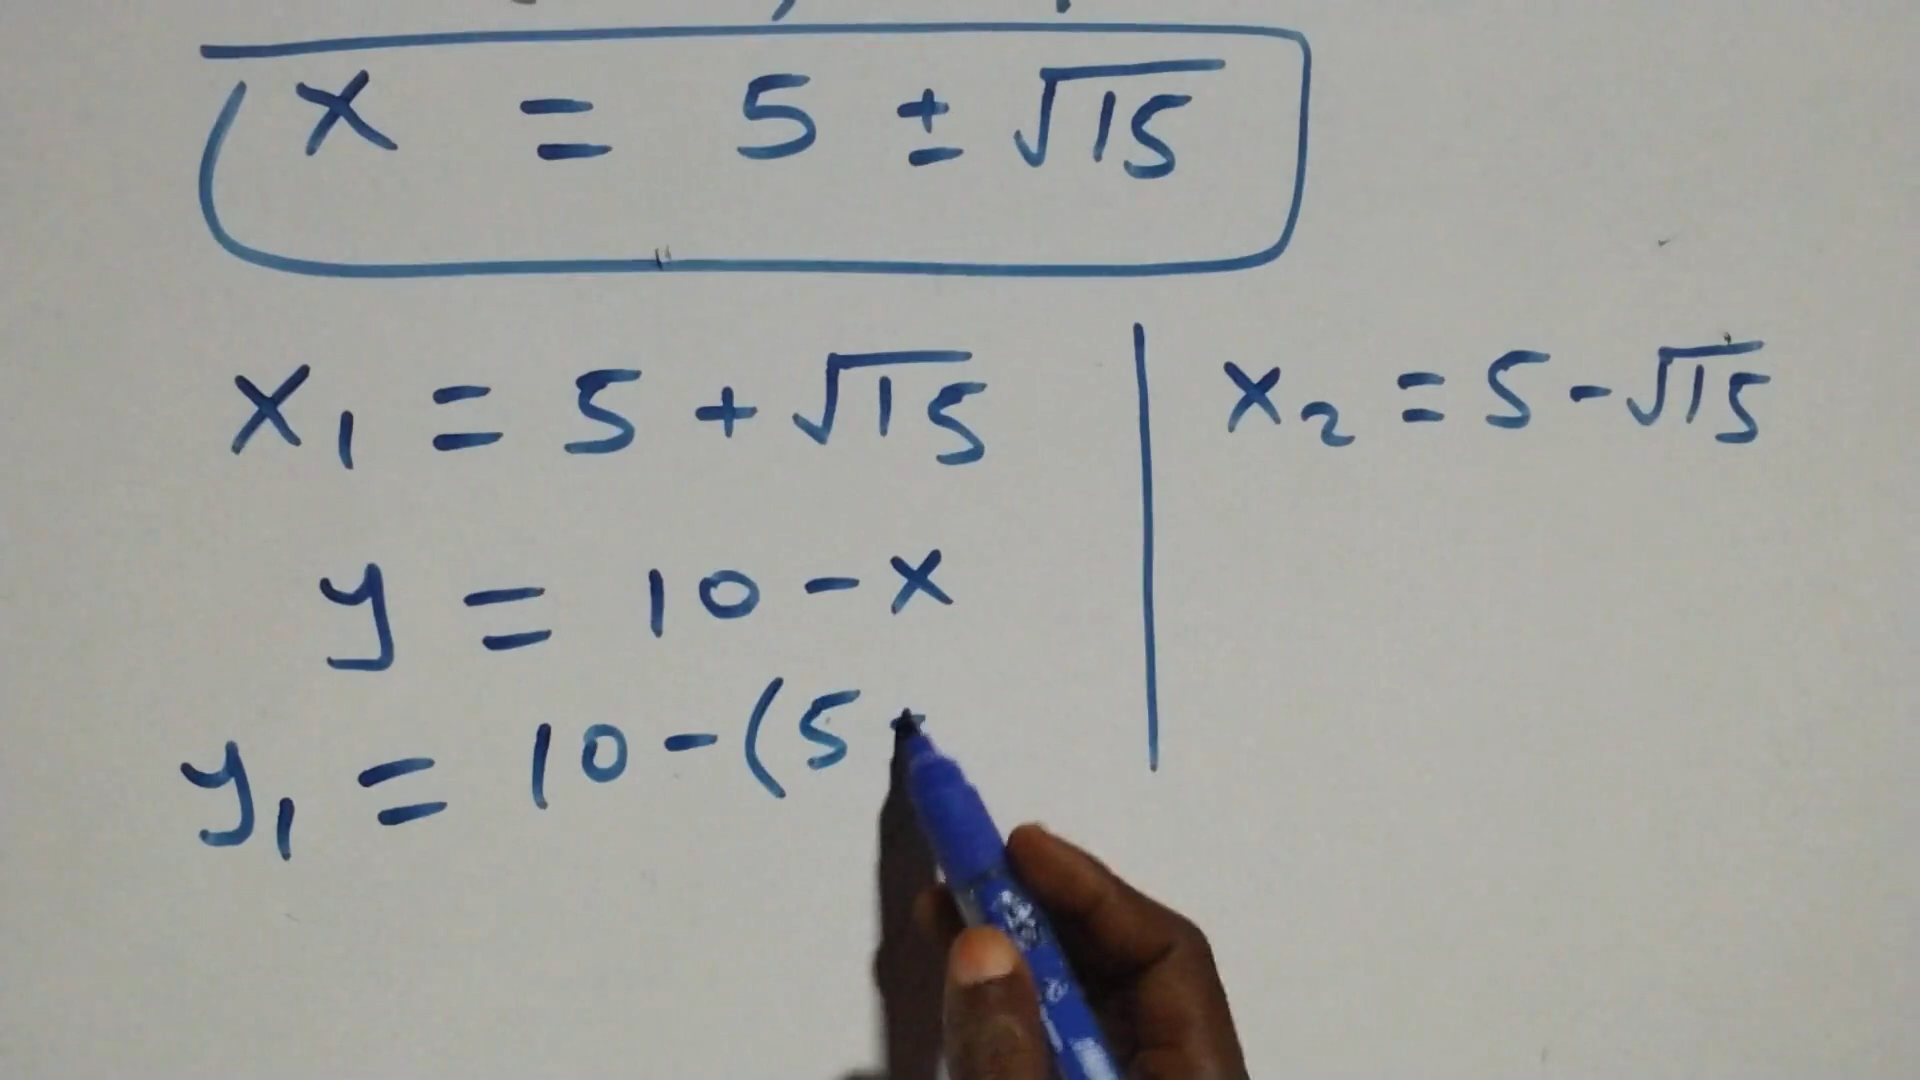 x = 5 ± √15
x₁ = 5 + √15
y = 10 - x
y₁ = 10 - (5
x₂ = 5 - √15